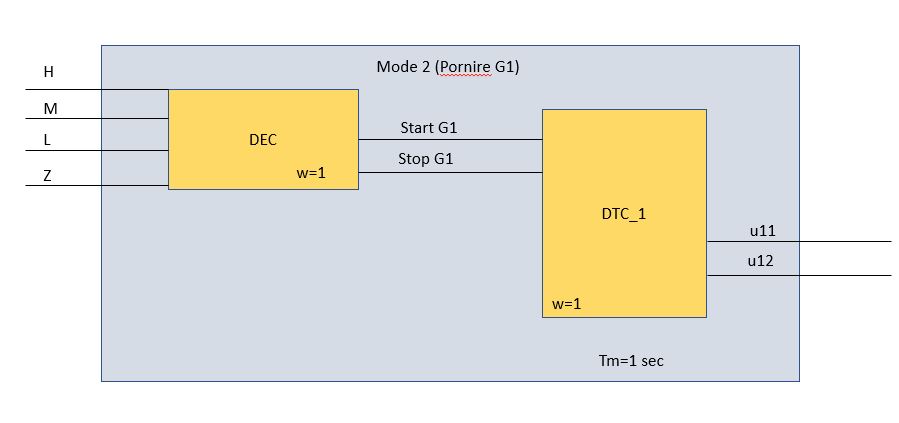 Mode 2 (Pornire G1)
H
M
L
Z
DEC
w=1
Start G1
Stop G1
DTC_1
w=1
u11
u12
Tm=1 sec